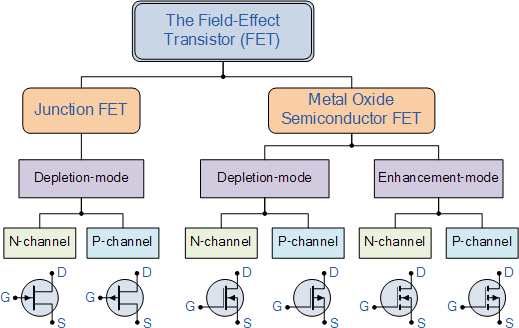 The Field-Effect
Transistor (FET)
Junction FET
Metal Oxide
Semiconductor FET
Depletion-mode
Depletion-mode
Enhancement-mode
N-channel
P-channel
N-channel
P-channel
N-channel
P-channel
D
D
D
D
D
D
G
G
G
G
G
G
S
S
S
S
S
S